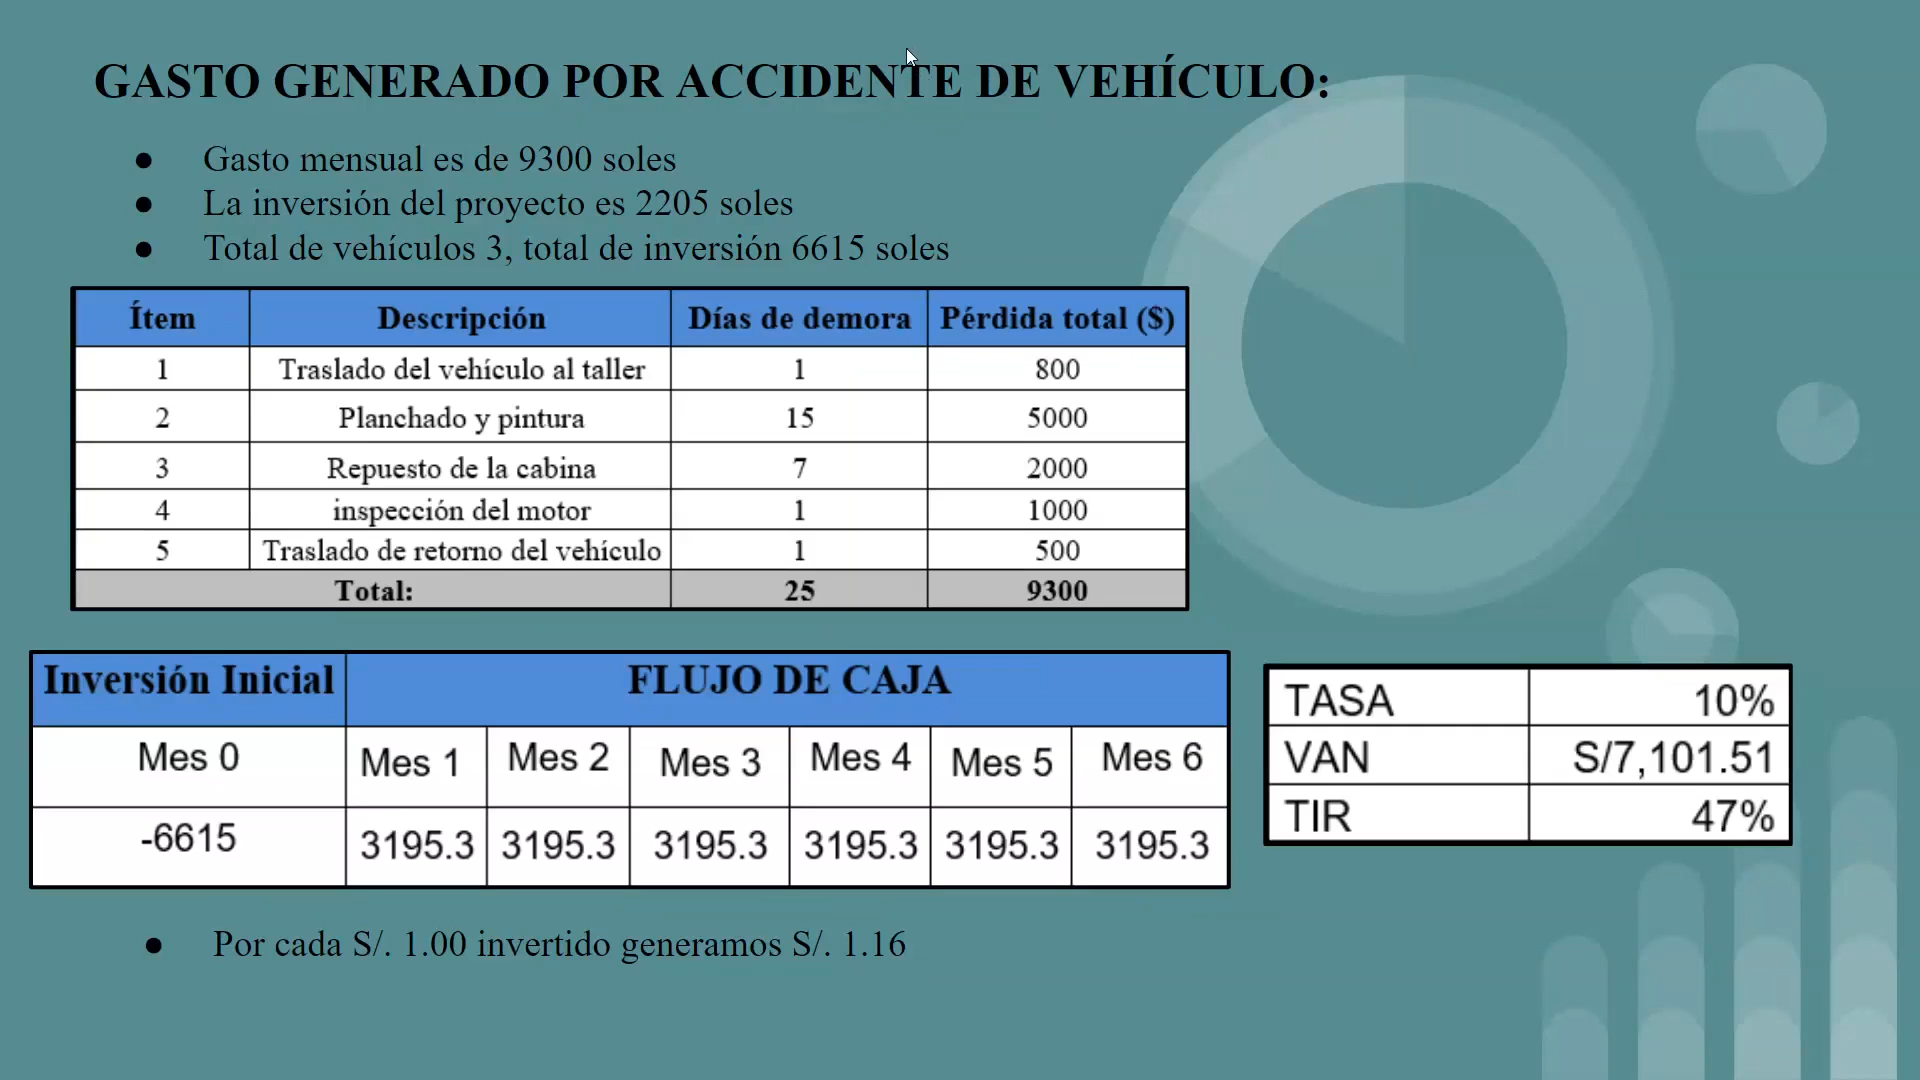 GASTO GENERADO POR ACCIDENTE DE VEHÍCULO:
● Gasto mensual es de 9300 soles
● La inversión del proyecto es 2205 soles
● Total de vehículos 3, total de inversión 6615 soles
Ítem Descripción Días de demora Pérdida total ($)
1 Traslado del vehículo al taller 1 800
2 Planchado y pintura 15 5000
3 Repuesto de la cabina 7 2000
4 inspección del motor 1 1000
5 Traslado de retorno del vehículo 1 500
Total: 25 9300
Inversión Inicial FLUJO DE CAJA
Mes 0 Mes 1 Mes 2 Mes 3 Mes 4 Mes 5 Mes 6
-6615 3195.3 3195.3 3195.3 3195.3 3195.3 3195.3
TASA 10%
VAN S/7,101.51
TIR 47%
● Por cada S/. 1.00 invertido generamos S/. 1.16